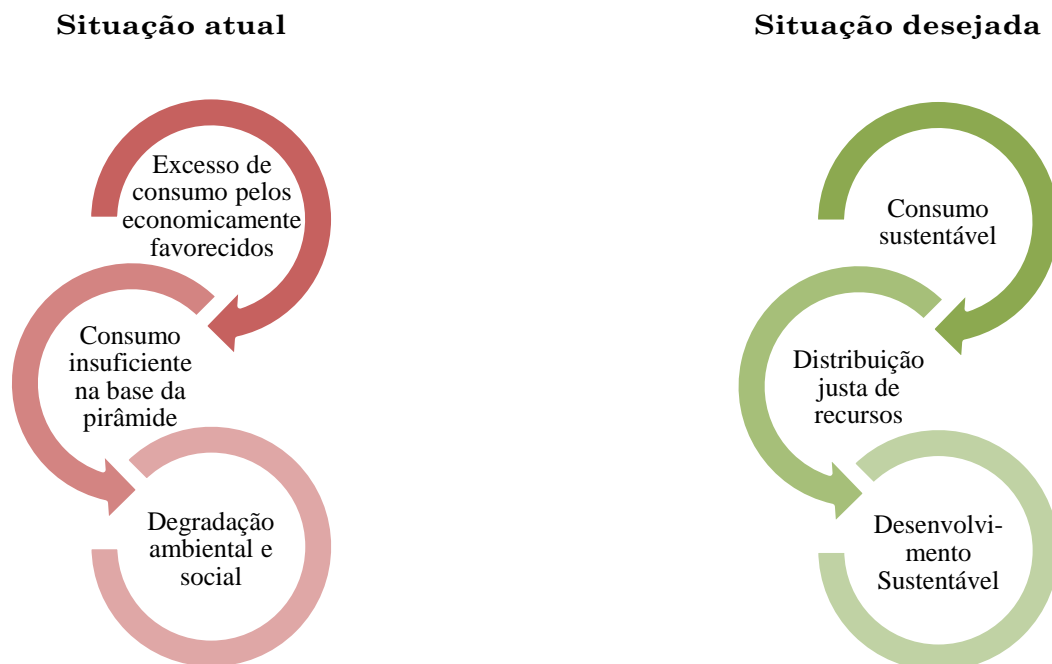 Situação atual
Excesso de
consumo pelos
economicamente
favorecidos
Consumo
insuficiente
na base da
pirâmide
Degradação
ambiental e
social
Situação desejada
Consumo
sustentável
Distribuição
justa de
recursos
Desenvolvi-
mento
Sustentável